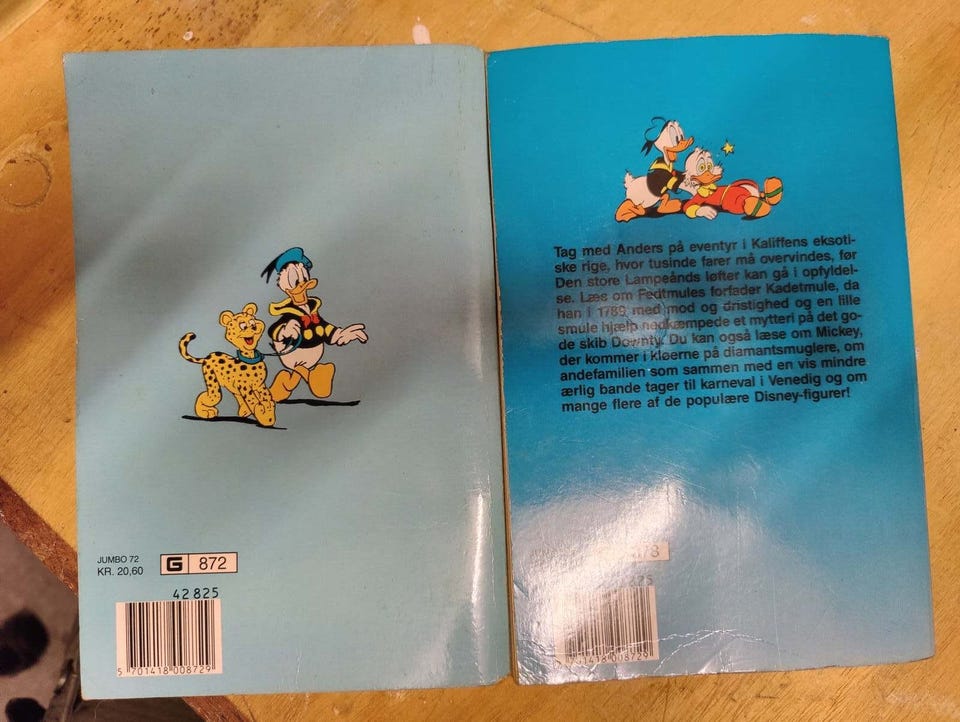 JUMBO 72
KR. 20,60
G 872
42825
5 701418 008729
Tag med Anders på eventyr i Kaliffens eksoti-
ske rige, hvor tusinde farer må overvindes, før
Den store Lampeånds løfter kan gå i opfyldel-
se. Læs om Fedtmules forfader Kadetmule, da
han i 1789 med mod og dristighed og en lille
smule hjælp nedkæmpede et mytteri på det go-
de skib Downty. Du kan også læse om Mickey,
der kommer i kløerne på diamantsmuglere, om
andefamilien som sammen med en vis mindre
ærlig bande tager til karneval i Venedig og om
mange flere af de populære Disney-figurer!
5 701418 008729